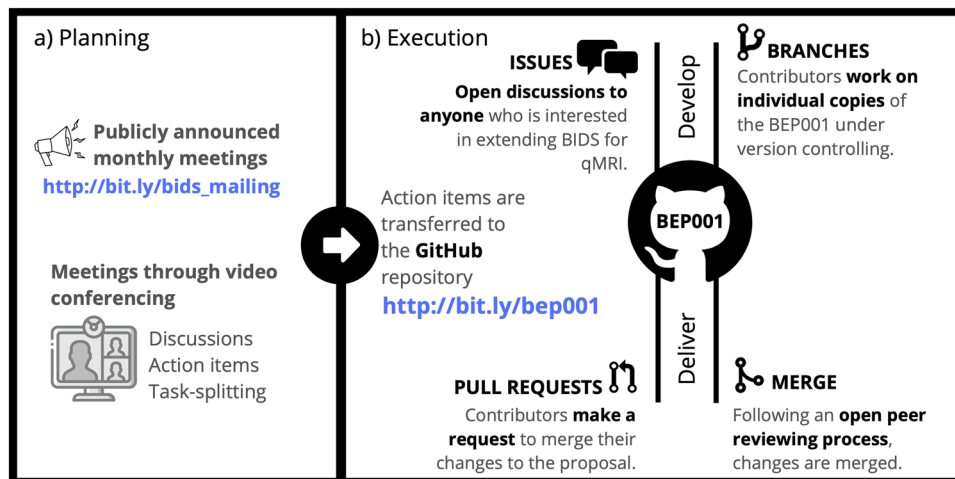 a) Planning
Publicly announced
monthly meetings
http://bit.ly/bids_mailing
Meetings through video
conferencing
Discussions
Action items
Task-splitting
b) Execution
Action items are
transferred to
the GitHub
repository
http://bit.ly/bep001
ISSUES
Open discussions to
anyone who is interested
in extending BIDS for
qMRI.
Develop
BRANCHES
Contributors work on
individual copies of
the BEP001 under
version controlling.
BEP001
Deliver
PULL REQUESTS
Contributors make a
request to merge their
changes to the proposal.
MERGE
Following an open peer
reviewing process,
changes are merged.